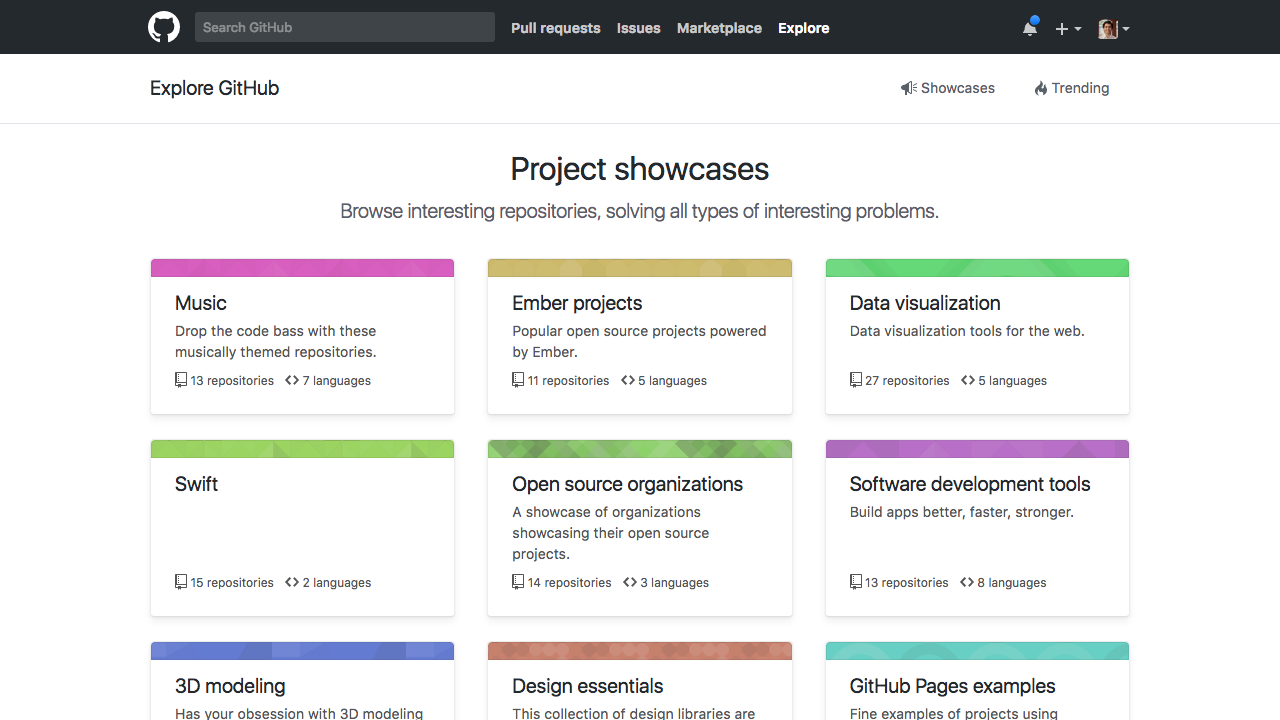 Search GitHub Pull requests Issues Marketplace Explore
Explore GitHub Showcases Trending
Project showcases
Browse interesting repositories, solving all types of interesting problems.
Music
Drop the code bass with these
musically themed repositories.
13 repositories 7 languages
Ember projects
Popular open source projects powered
by Ember.
11 repositories 5 languages
Data visualization
Data visualization tools for the web.
27 repositories 5 languages
Swift
15 repositories 2 languages
Open source organizations
A showcase of organizations
showcasing their open source
projects.
14 repositories 3 languages
Software development tools
Build apps better, faster, stronger.
13 repositories 8 languages
3D modeling
Has your obsession with 3D modeling
Design essentials
This collection of design libraries are
GitHub Pages examples
Fine examples of projects using